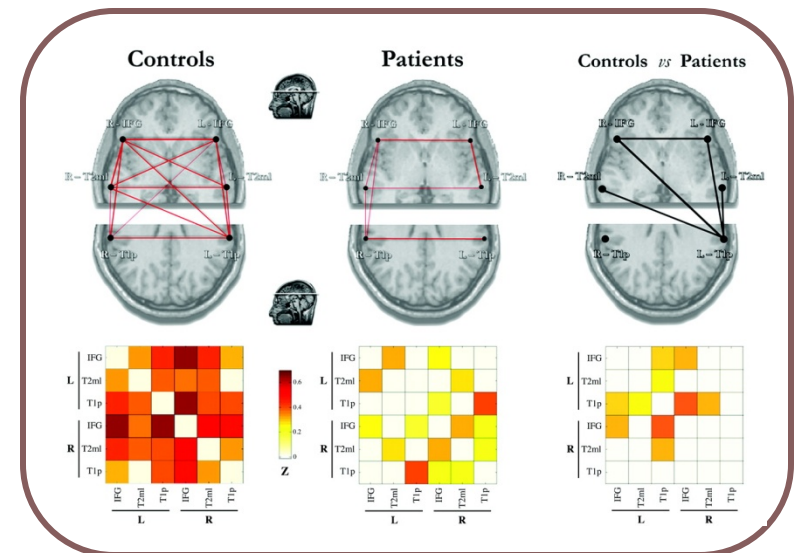 Controls
Patients
Controls vs Patients
R - IFG
L - IFG
R - T2ml
L - T2ml
R - T1p
L - T1p
R - IFG
L - IFG
R - T2ml
L - T2ml
R - T1p
L - T1p
R - IFG
L - IFG
R - T2ml
L - T2ml
R - T1p
L - T1p
L
IFG
T2ml
T1p
R
IFG
T2ml
T1p
IFG T2ml T1p IFG T2ml T1p
L R
0.6
0.4
0.2
0
Z
L
IFG
T2ml
T1p
R
IFG
T2ml
T1p
IFG T2ml T1p IFG T2ml T1p
L R
L
IFG
T2ml
T1p
R
IFG
T2ml
T1p
IFG T2ml T1p IFG T2ml T1p
L R